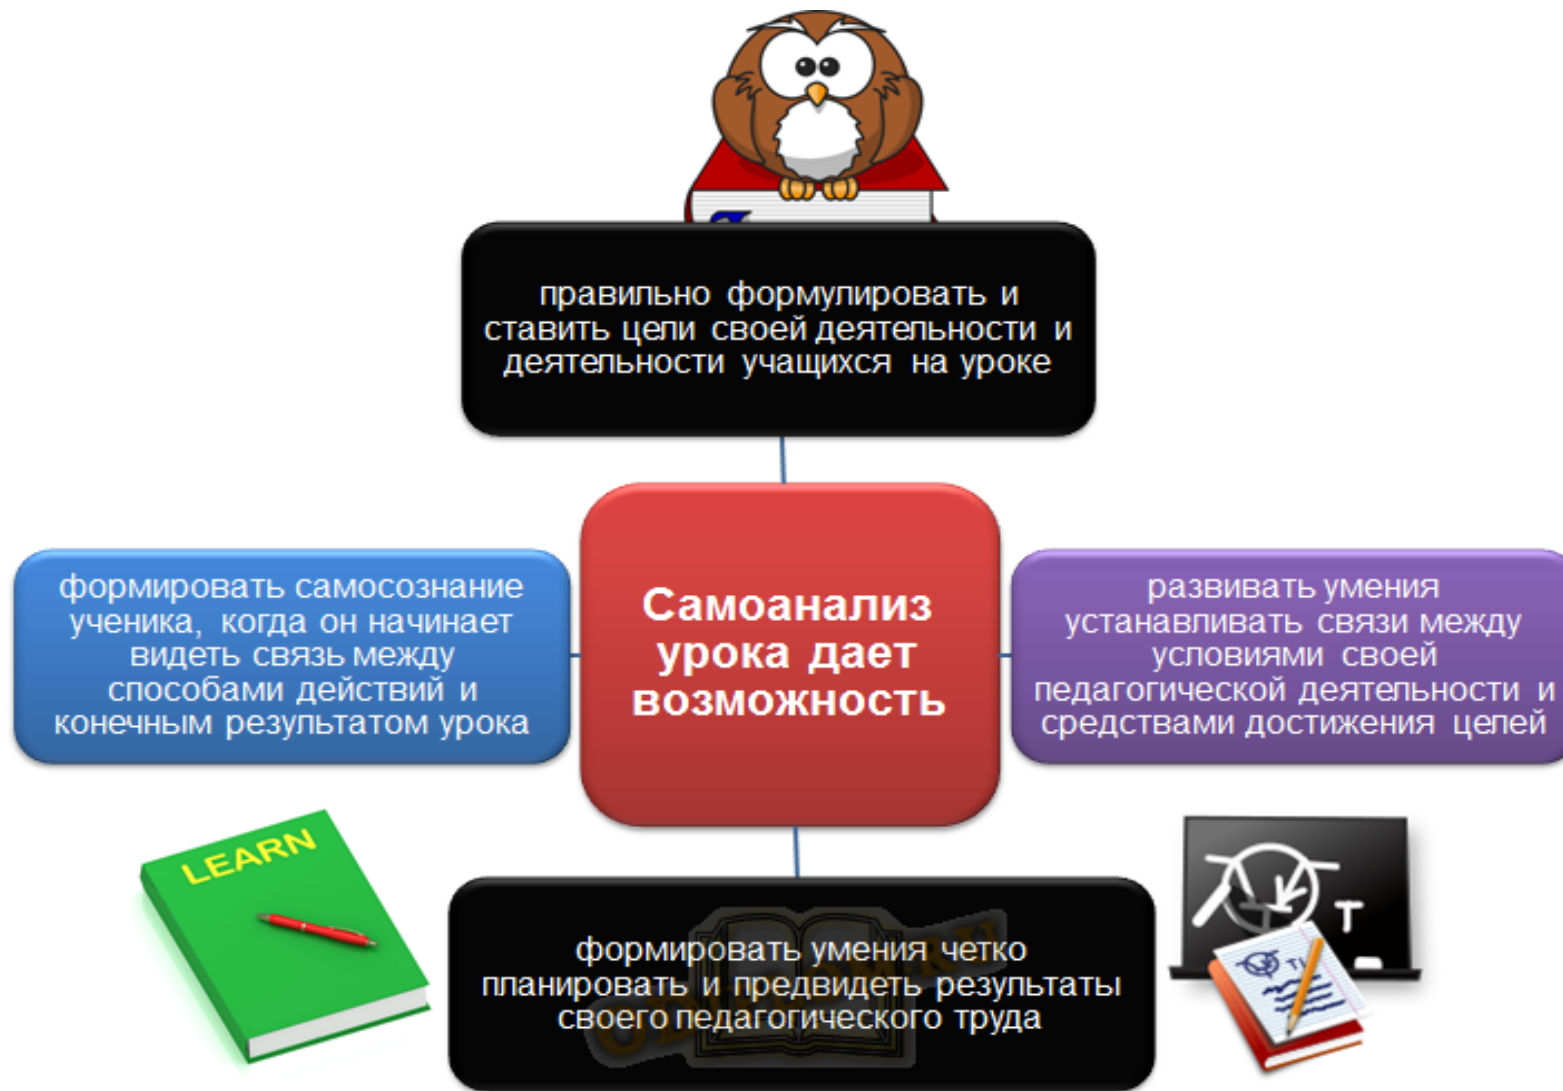 правильно формулировать и
ставить цели своей деятельности и
деятельности учащихся на уроке
формировать самосознание
ученика, когда он начинает
видеть связь между
способами действий и
конечным результатом урока
Самоанализ
урока дает
возможность
развивать умения
устанавливать связи между
условиями своей
педагогической деятельности и
средствами достижения целей
LEARN
T
формировать умения четко
планировать и предвидеть результаты
своего педагогического труда